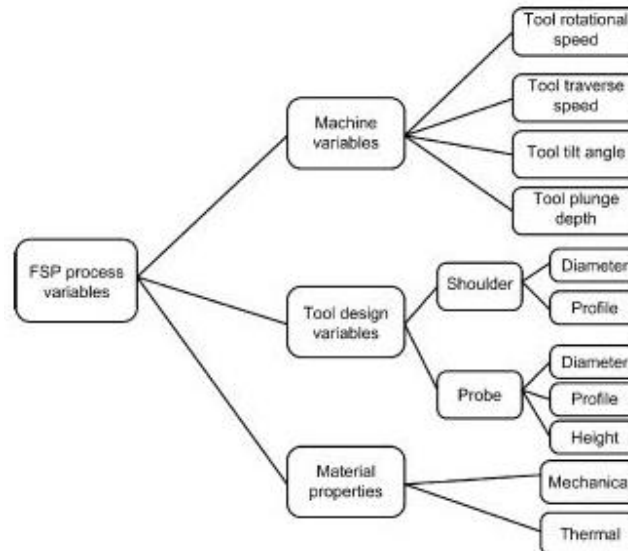 Tool rotational
speed
Tool traverse
speed
Machine
variables
Tool tilt angle
Tool plunge
depth
FSP process
variables
Tool design
variables
Shoulder
Diameter
Profile
Probe
Diameter
Profile
Height
Material
properties
Mechanical
Thermal